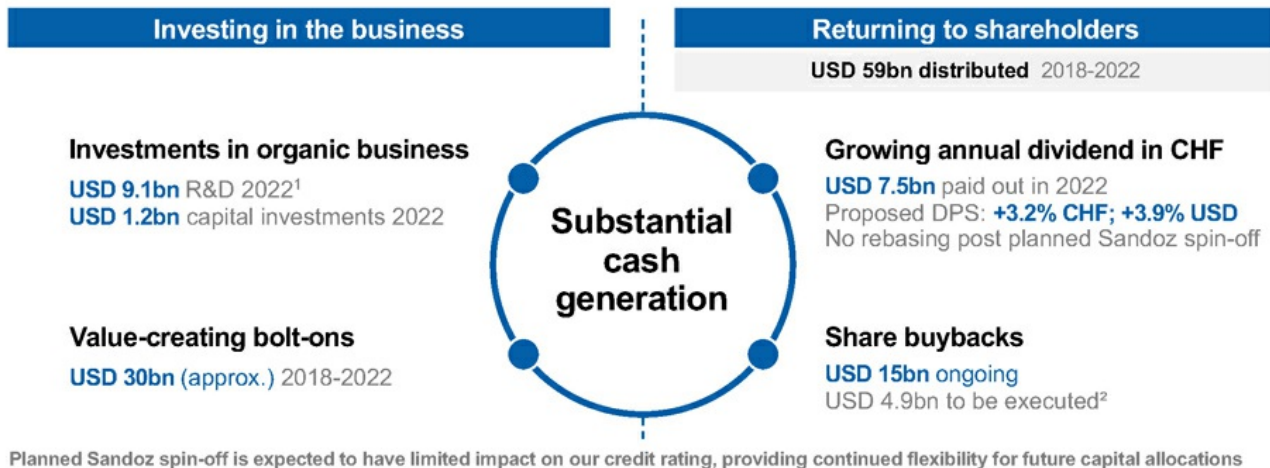 Investing in the business
Returning to shareholders
USD 59bn distributed 2018-2022
Investments in organic business
USD 9.1bn R&D 2022¹
USD 1.2bn capital investments 2022
Value-creating bolt-ons
USD 30bn (approx.) 2018-2022
Substantial
cash
generation
Growing annual dividend in CHF
USD 7.5bn paid out in 2022
Proposed DPS: +3.2% CHF; +3.9% USD
No rebasing post planned Sandoz spin-off
Share buybacks
USD 15bn ongoing
USD 4.9bn to be executed²
Planned Sandoz spin-off is expected to have limited impact on our credit rating, providing continued flexibility for future capital allocations